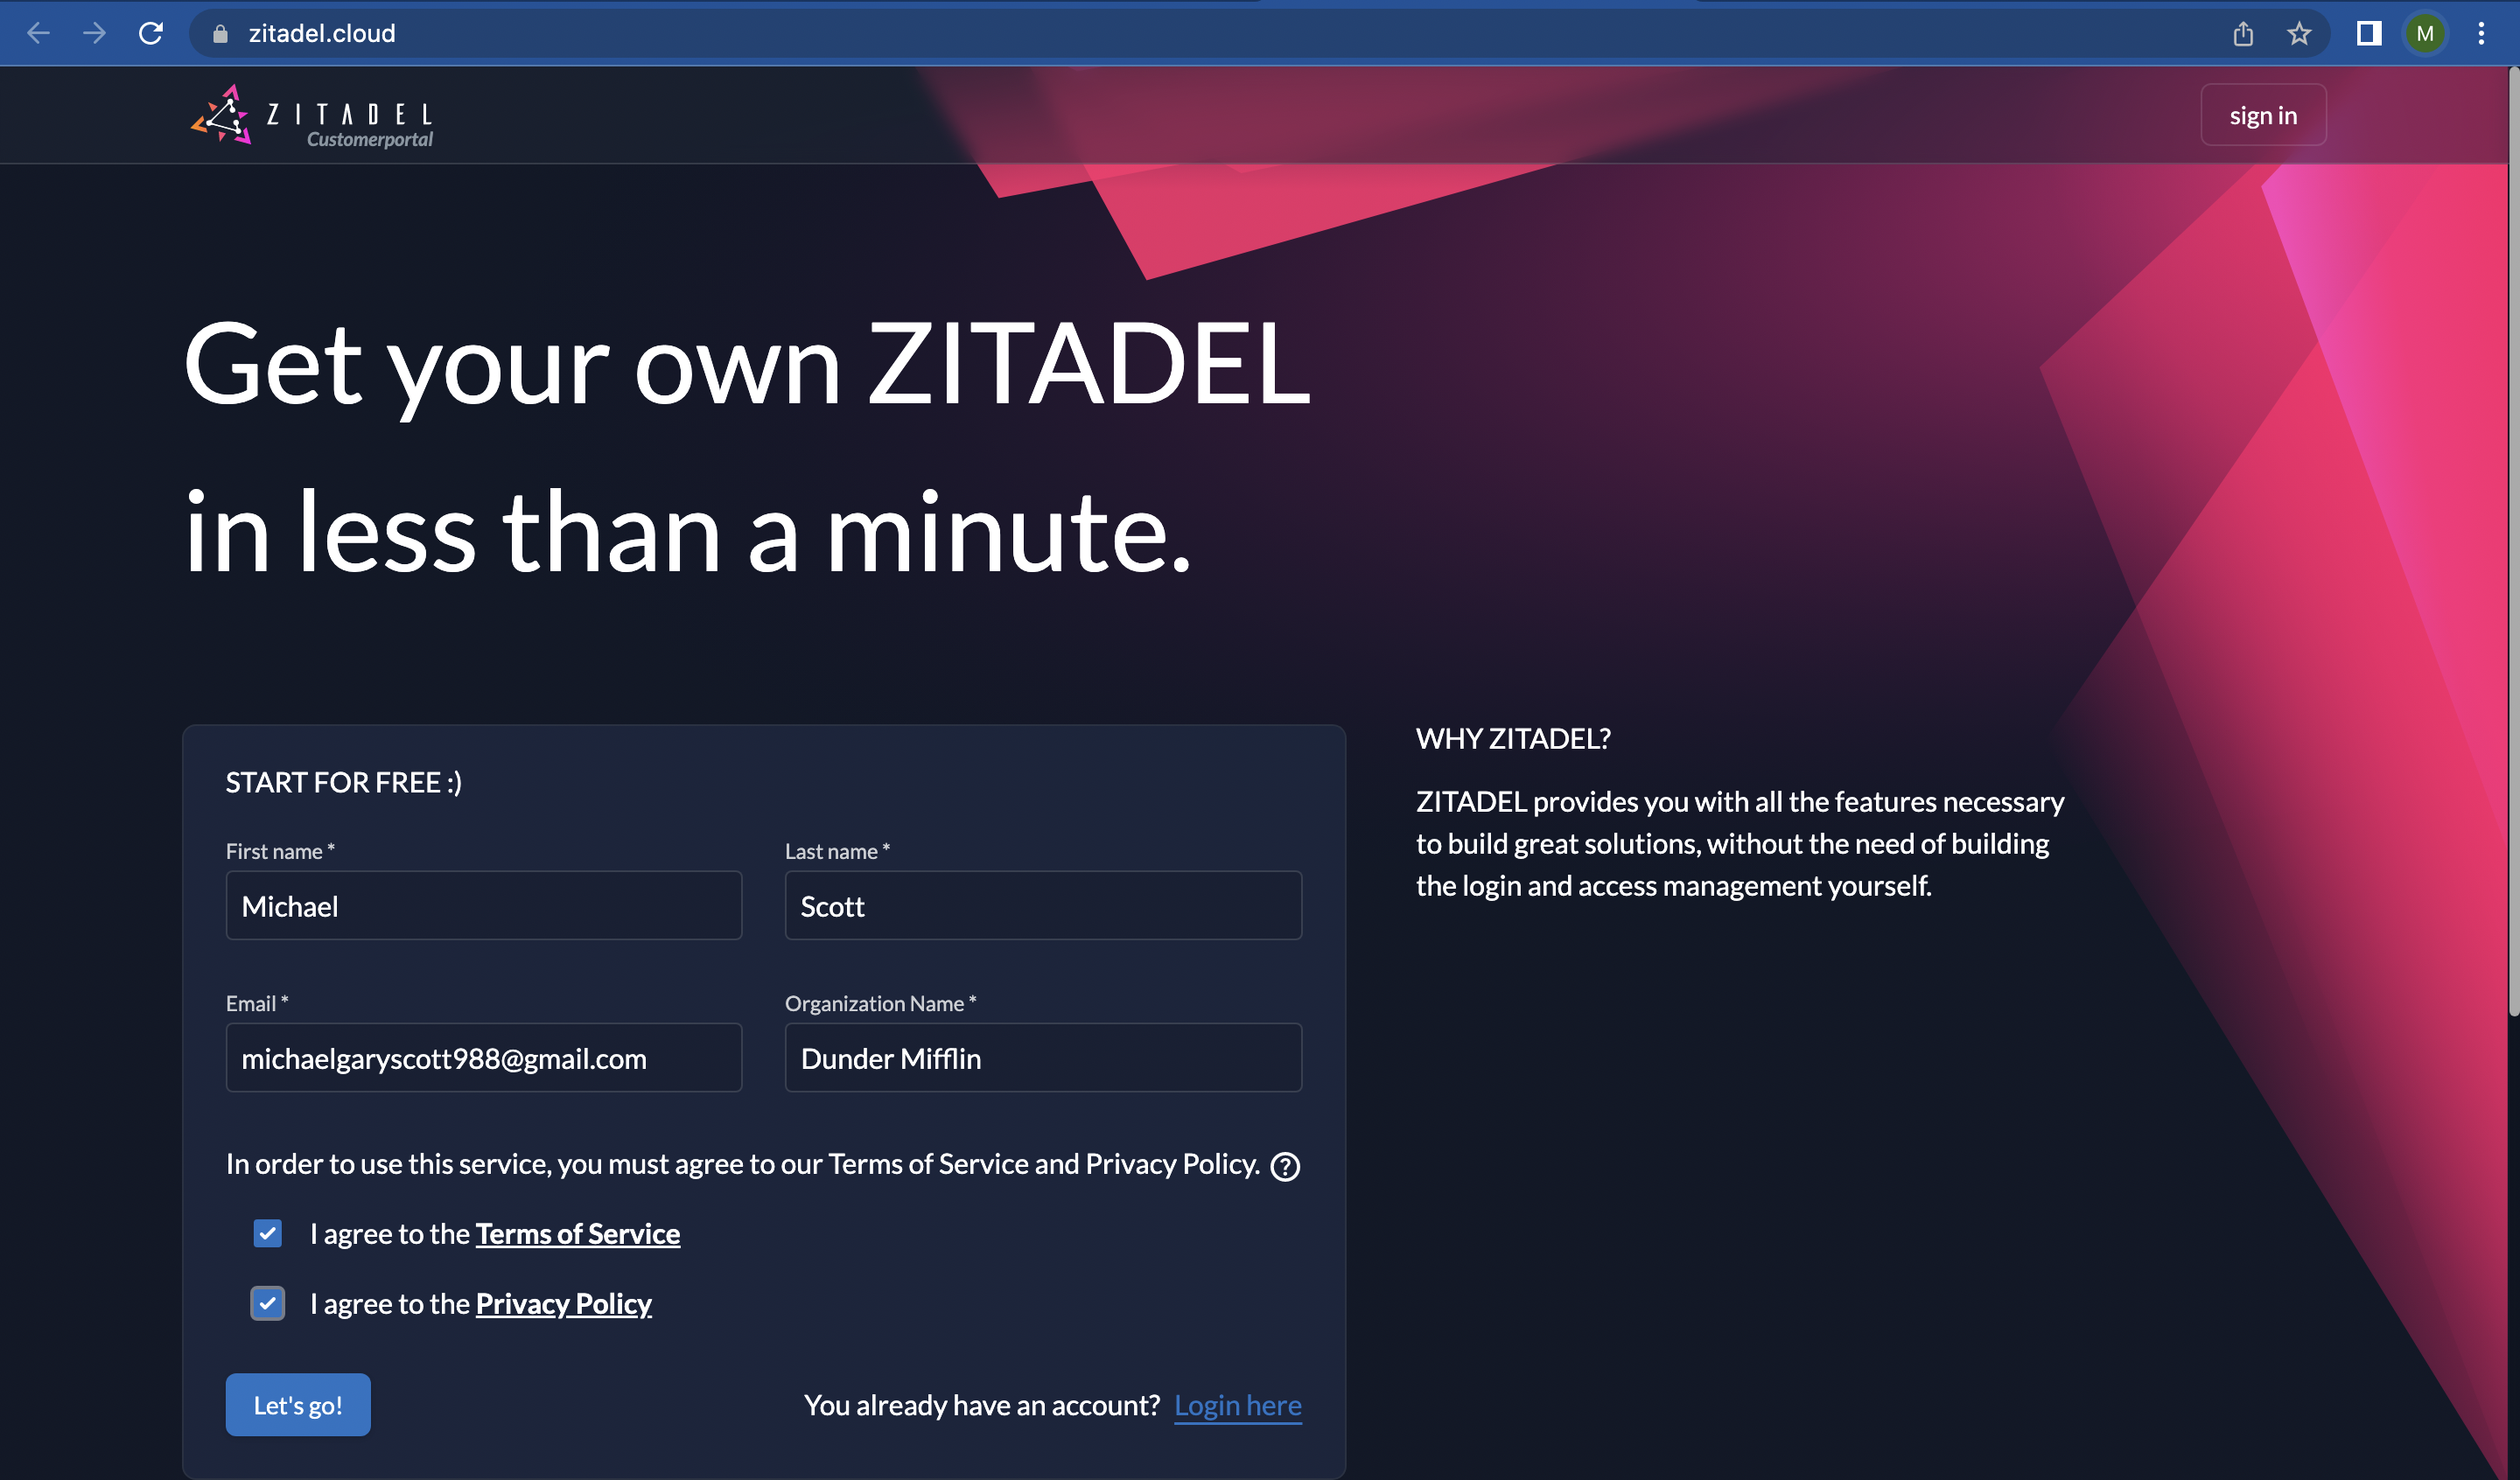 zitadel.cloud
M
ZITADEL
Customerportal
sign in
Get your own ZITADEL
in less than a minute.
START FOR FREE :)
First name *
Last name *
Michael
Scott
Email *
Organization Name *
michaelgaryscott988@gmail.com
Dunder Mifflin
In order to use this service, you must agree to our Terms of Service and Privacy Policy. ?
I agree to the Terms of Service
I agree to the Privacy Policy
Let's go!
You already have an account? Login here
WHY ZITADEL?
ZITADEL provides you with all the features necessary
to build great solutions, without the need of building
the login and access management yourself.